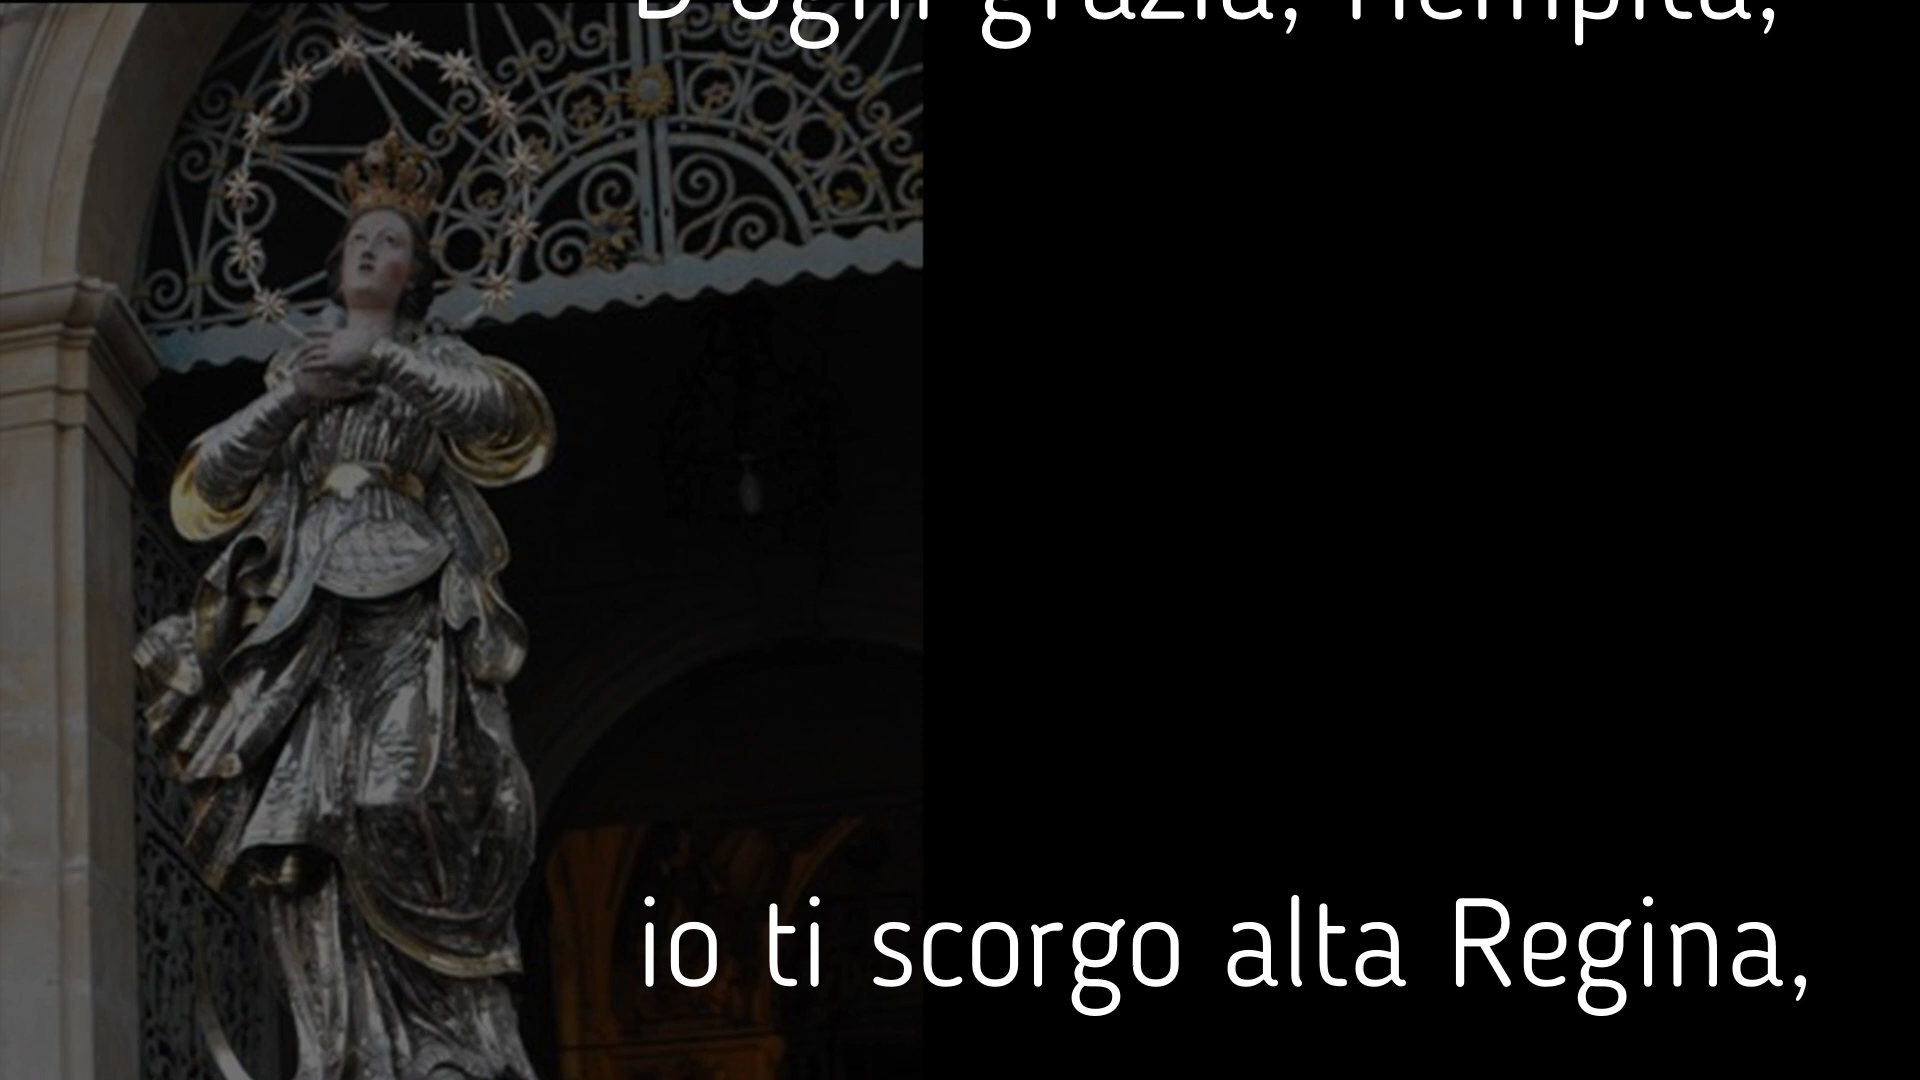 D'ogni grazia, riempita,
io ti scorgo alta Regina,